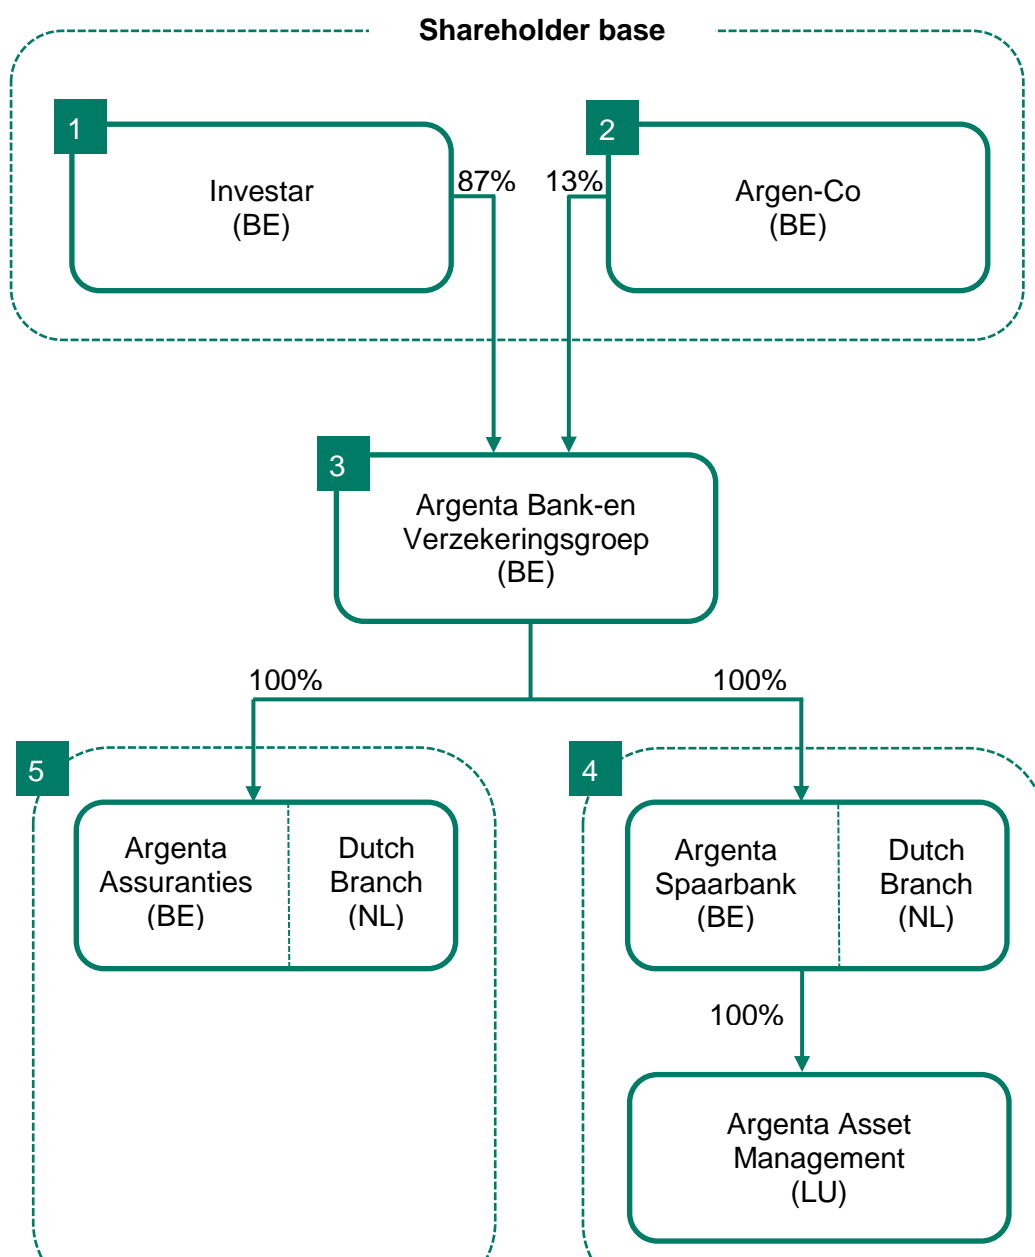 Shareholder base
1
Investar
(BE)
87%
13%
2
Argen-Co
(BE)
3
Argenta Bank-en
Verzekeringsgroep
(BE)
100%
100%
5
Argenta
Assuranties
(BE)
Dutch
Branch
(NL)
4
Argenta
Spaarbank
(BE)
Dutch
Branch
(NL)
100%
Argenta Asset
Management
(LU)